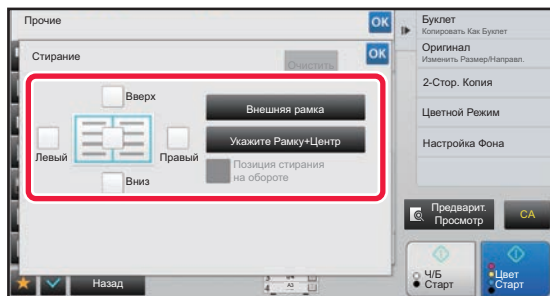 Прочие
OK
Стирание
Очистить
OK
Вверх
Левый
Правый
Вниз
Внешняя рамка
Укажите Рамку+Центр
Позиция стирания
на обороте
Назад
Буклет
Копировать Как Буклет
Оригинал
Изменить Размер/Направл.
2-Стор. Копия
Цветной Режим
Настройка Фона
Предварит.
Просмотр
CA
Ч/Б
Старт
Цвет
Старт